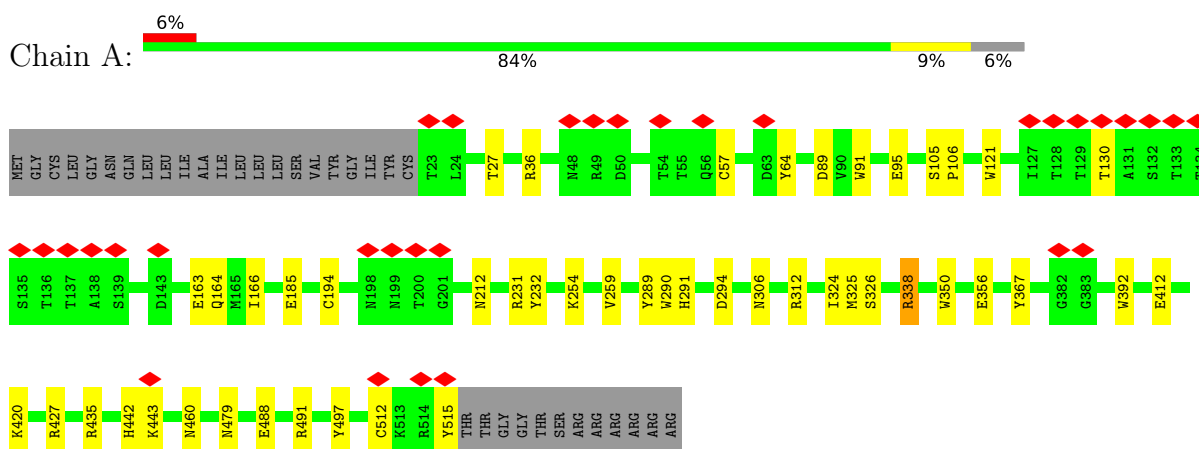 6%
Chain A:
84% 9% 6%
MET GLY CYS LEU GLY ASN GLN LEU LEU ILE ALA ILE LEU LEU LEU SER VAL TYR GLY ILE TYR CYS T23 L24 T27 R36 N48 R49 D50 T54 T55 Q56 C57 D63 Y64 D89 V90 W91 E95 S105 P106 W121 I127 T128 T129 T130 A131 S132 T133 T134
S135 T136 T137 A138 S139 D143 E163 Q164 M165 I166 E185 C194 N198 N199 T200 G201 N212 R231 Y232 K254 V259 Y289 W290 H291 D294 N306 R312 I324 M325 S326 R338 W350 E356 Y367 G382 G383 W392 E412
K420 R427 R435 H442 K443 N460 N479 E488 R491 Y497 C512 K513 R514 Y515 THR THR GLY GLY THR SER ARG ARG ARG ARG ARG ARG